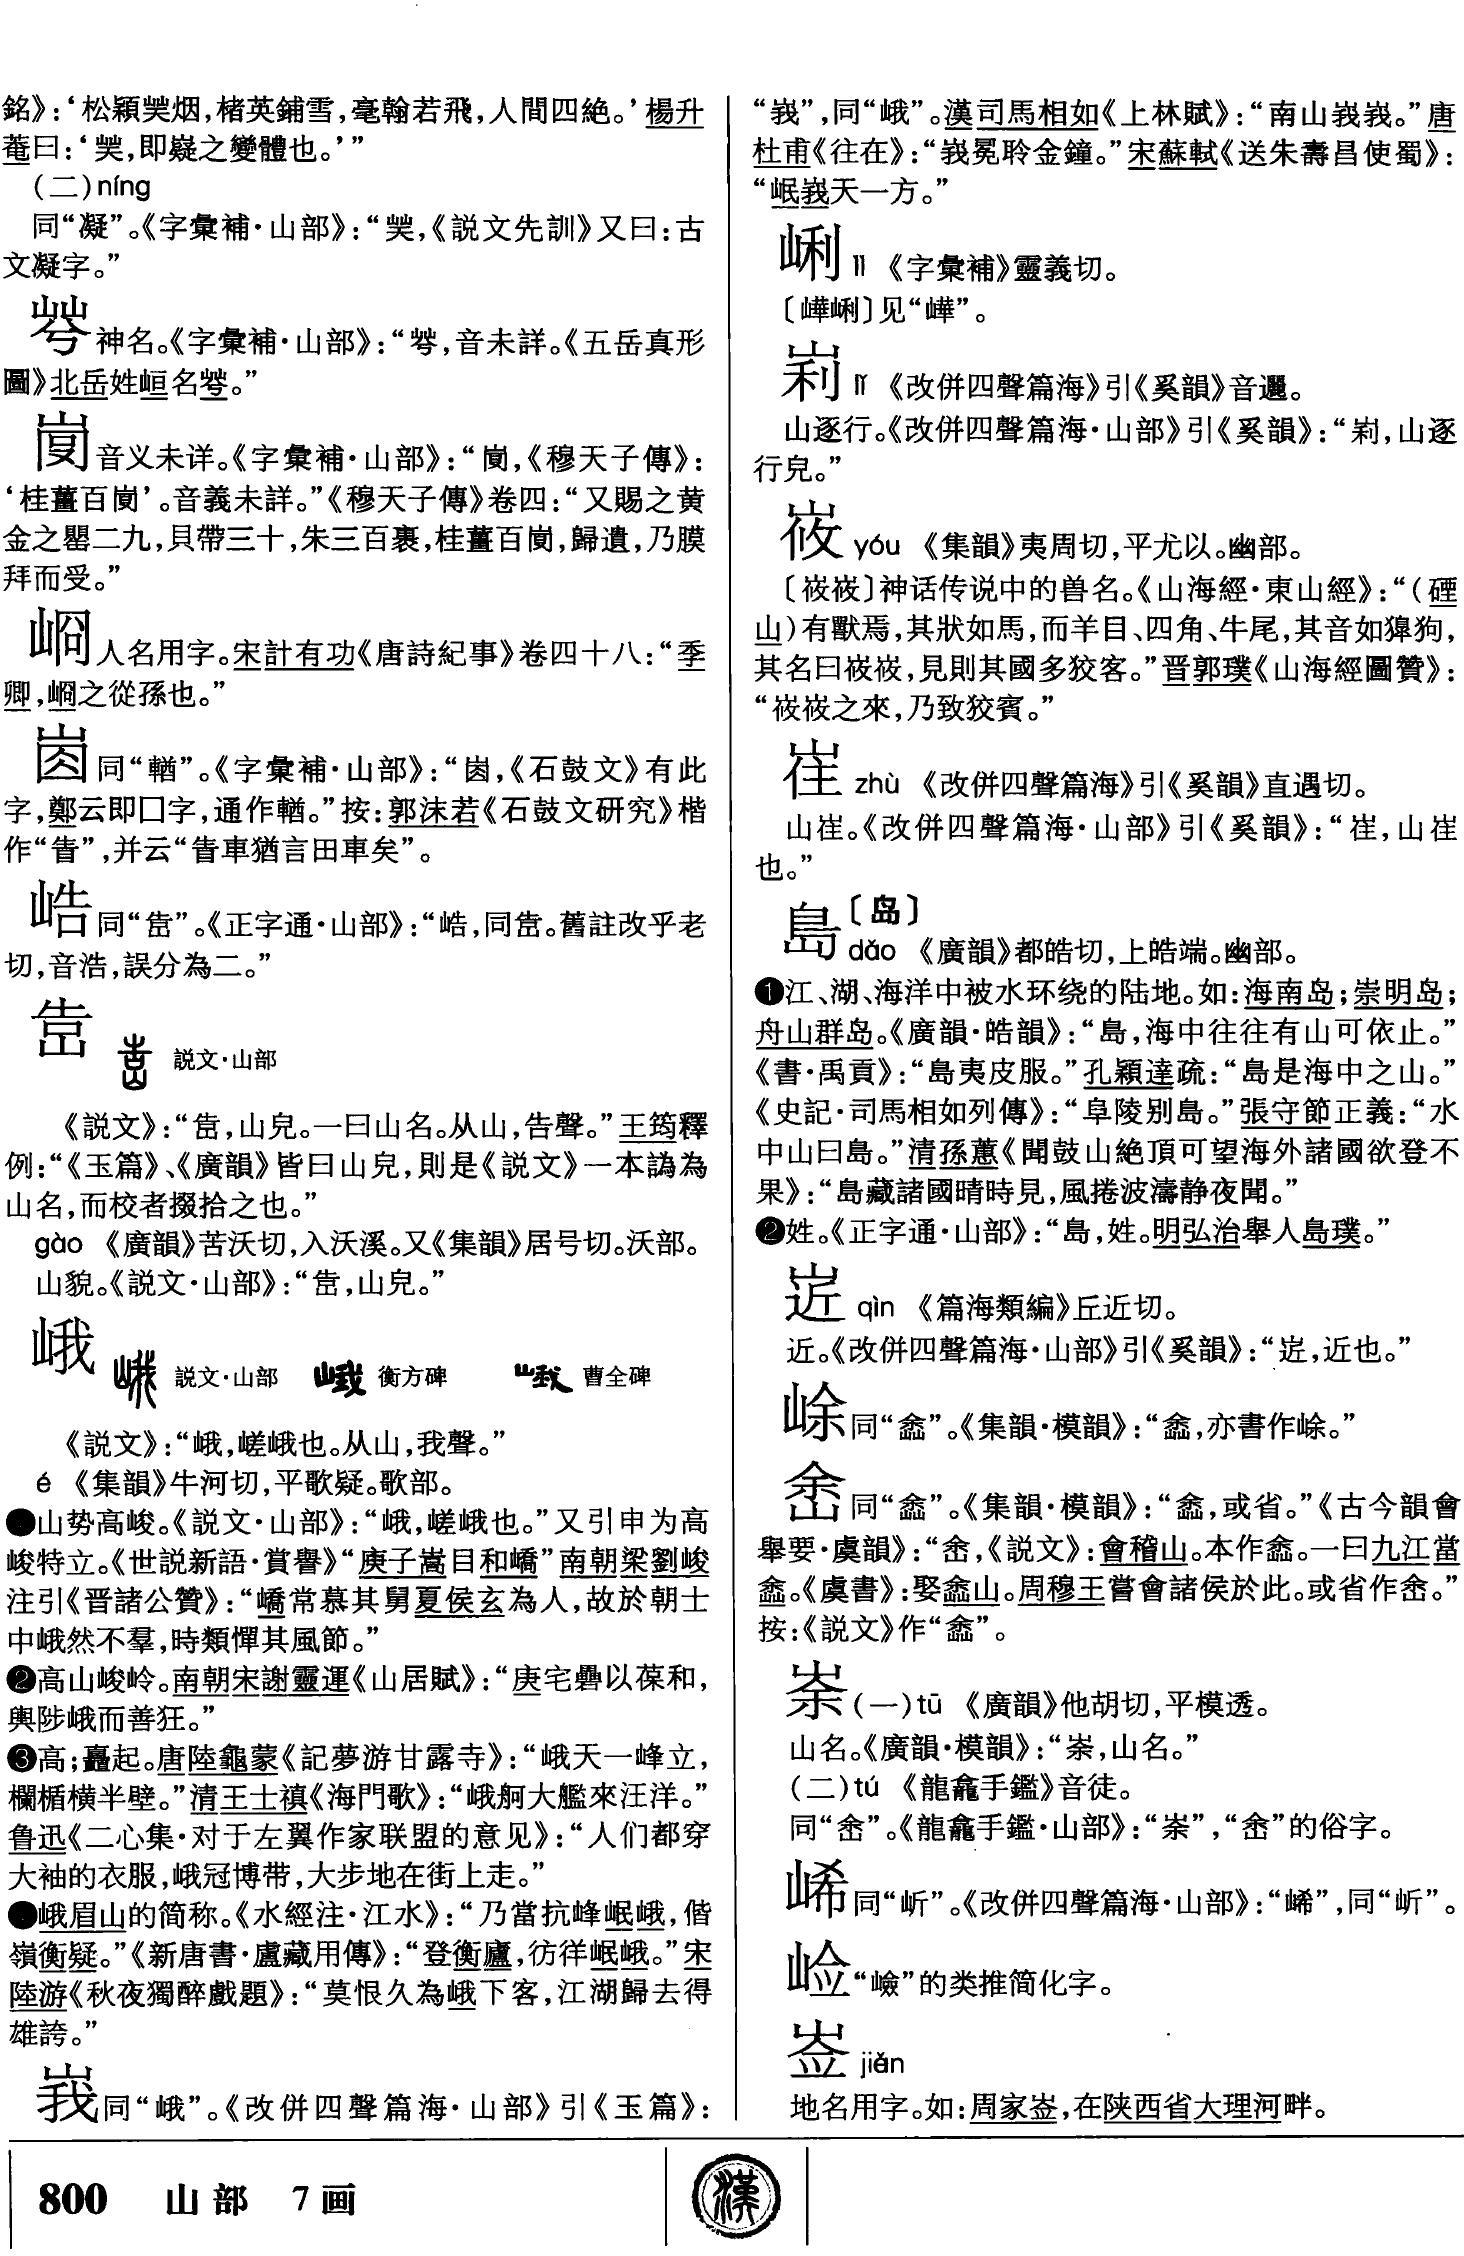 銘》：‘松穎㠜烟，楮英鋪雪，毫翰若飛，人間四絶。’楊升
菴曰：‘，即嶷之變體也。’”
（二）níng
同“凝”。《字彙補·山部》：“，《説文先訓》又曰：古
文凝字。”
神名。《字彙補·山部》：“，音未詳。《五岳真形
圖》北岳姓峘名。”
音义未详。《字彙補·山部》：“，《穆天子傳》：
‘桂薑百’。音義未詳。”《穆天子傳》卷四：“又賜之黄
金之罌二九，貝帶三十，朱三百裹，桂薑百，歸遺，乃膜
拜而受。”
人名用字。宋計有功《唐詩紀事》卷四十八：“季
卿，之從孫也。”
同“輶”。《字彙補·山部》：“，《石鼓文》有此
字，鄭云即囗字，通作輶。”按：郭沫若《石鼓文研究》楷
作“”，并云“車猶言田車矣”。
峼同“㟹”。《正字通·山部》：“峼，同㟹。舊註改乎老
切，音浩，誤分為二。”
㟹 説文·山部
《説文》：“㟹，山皃。一曰山名。从山，告聲。”王筠釋
例：“《玉篇》、《廣韻》皆曰山皃，則是《説文》一本譌為
山名，而校者掇拾之也。”
gào 《廣韻》苦沃切，入沃溪。又《集韻》居号切。沃部。
山貌。《説文·山部》：“㟹，山皃。”
峨 説文·山部 衡方碑 曹全碑
《説文》：“峨，嵯峨也。从山，我聲。”
é 《集韻》牛河切，平歌疑。歌部。
●山势高峻。《説文·山部》：“峨，嵯峨也。”又引申为高
峻特立。《世説新語·賞譽》“庾子嵩目和嶠”南朝梁劉峻
注引《晋諸公贊》：“嶠常慕其舅夏侯玄為人，故於朝士
中峨然不羣，時類憚其風節。”
❷高山峻岭。南朝宋謝靈運《山居賦》：“庚宅礨以葆和，
輿陟峨而善狂。”
❸高；矗起。唐陸龜蒙《記夢游甘露寺》：“峨天一峰立，
欄楯横半壁。”清王士禛《海門歌》：“峨舸大艦來汪洋。”
鲁迅《二心集·对于左翼作家联盟的意见》：“人们都穿
大袖的衣服，峨冠博带，大步地在街上走。”
●峨眉山的简称。《水經注·江水》：“乃當抗峰岷峨，偕
嶺衡疑。”《新唐書·盧藏用傳》：“登衡廬，彷徉岷峨。”宋
陸游《秋夜獨醉戲題》：“莫恨久為峨下客，江湖歸去得
雄誇。”
峩同“峨”。《改併四聲篇海·山部》引《玉篇》：
“峩”，同“峨”。漢司馬相如《上林賦》：“南山峩峩。”唐
杜甫《往在》：“峩冕聆金鐘。”宋蘇軾《送朱壽昌使蜀》：
“岷峩天一方。”
峲 lì 《字彙補》靈義切。
〔嶫峲〕见“嶫”。
峛 lǐ 《改併四聲篇海》引《奚韻》音邐。
山逐行。《改併四聲篇海·山部》引《奚韻》：“，山逐
行皃。”
峳 yóu 《集韻》夷周切，平尤以。幽部。
〔峳峳〕神话传说中的兽名。《山海經·東山經》：“（䃌
山）有獸焉，其狀如馬，而羊目、四角、牛尾，其音如獆狗，
其名曰峳峳，見則其國多狡客。”晋郭璞《山海經圖贊》：
“峳峳之來，乃致狡賓。”
zhù 《改併四聲篇海》引《奚韻》直遇切。
山。《改併四聲篇海·山部》引《奚韻》：“，山
也。”
島〔岛〕
dǎo 《廣韻》都皓切，上皓端。幽部。
❶江、湖、海洋中被水环绕的陆地。如：海南岛；崇明岛；
舟山群岛。《廣韻·皓韻》：“島，海中往往有山可依止。”
《書·禹貢》：“島夷皮服。”孔穎達疏：“島是海中之山。”
《史記·司馬相如列傳》：“阜陵别島。”張守節正義：“水
中山曰島。”清孫蕙《聞鼓山絶頂可望海外諸國欲登不
果》：“島藏諸國晴時見，風捲波濤静夜聞。”
❷姓。《正字通·山部》：“島，姓。明弘治舉人島璞。”
qìn 《篇海類編》丘近切。
近。《改併四聲篇海·山部》引《奚韻》：“，近也。”
峹同“嵞”。《集韻·模韻》：“嵞，亦書作。”
同“嵞”。《集韻·模韻》：“嵞，或省。”《古今韻會
舉要·虞韻》：“，《説文》：會稽山。本作嵞。一曰九江當
嵞。《虞書》：娶嵞山。周穆王嘗會諸侯於此。或省作。”
按：《説文》作“嵞”。
（一）tū 《廣韻》他胡切，平模透。
山名。《廣韻·模韻》：“，山名。”
（二）tú 《龍龕手鑑》音徒。
同“”。《龍龕手鑑·山部》：“”，“”的俗字。
同“㟚”。《改併四聲篇海·山部》：“”，同“”。
“嶮”的类推简化字。
jiǎn
地名用字。如：周家，在陕西省大理河畔。
800 山部 7画
漢